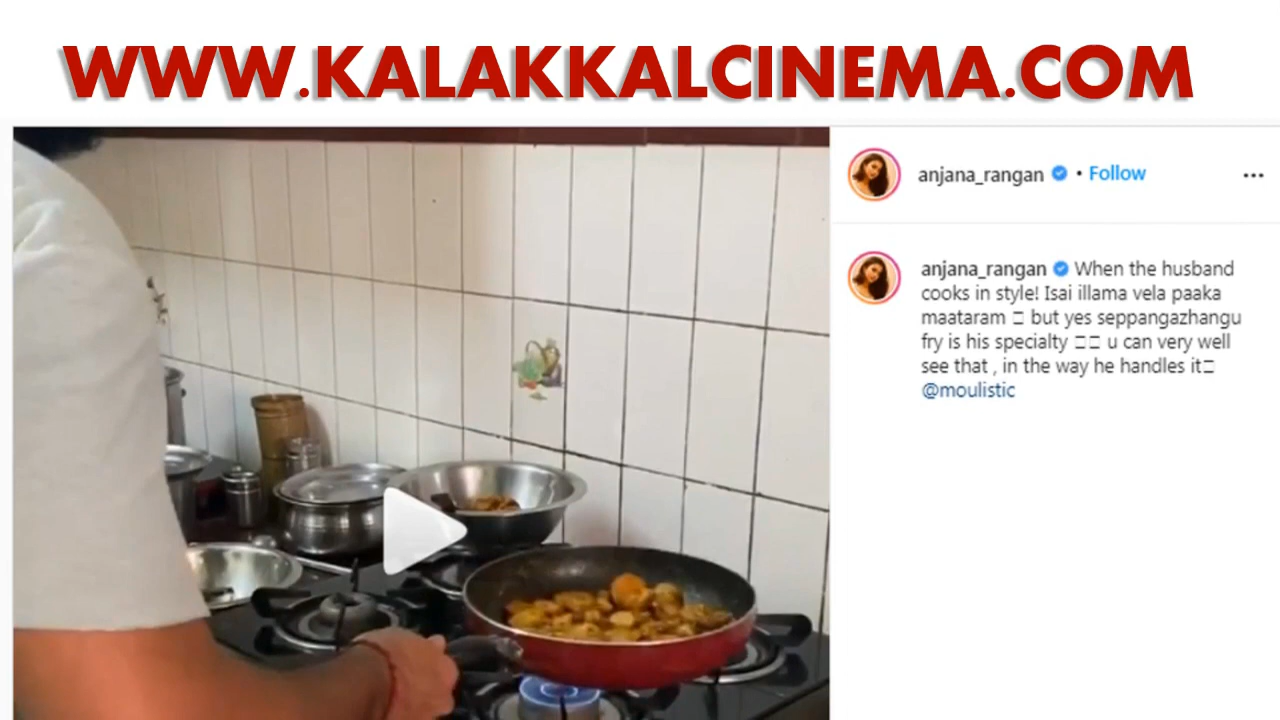 WWW.KALAKKALCINEMA.COM
anjana_rangan • Follow
anjana_rangan When the husband
cooks in style! Isai illama vela paaka
maataram □ but yes seppangazhangu
fry is his specialty □□ u can very well
see that , in the way he handles it□
@moulistic